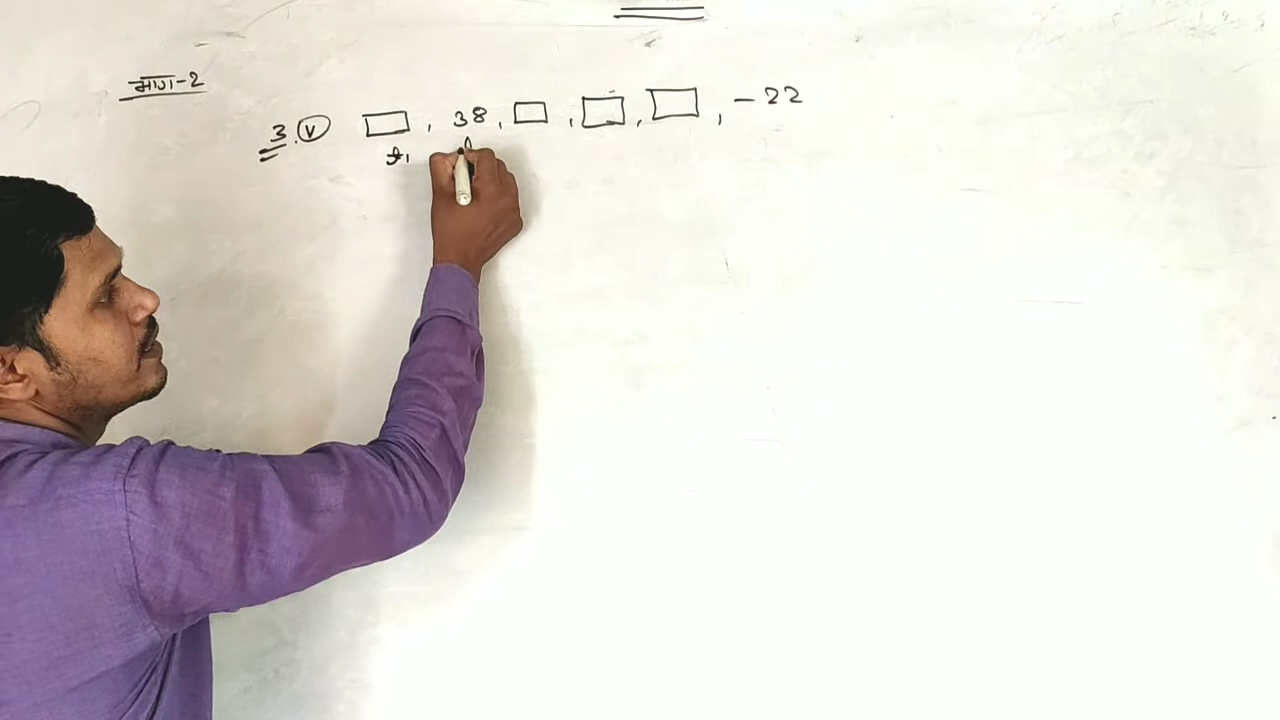 भाग-2
3. (v) □ , 38 , □ , □ , □ , -22